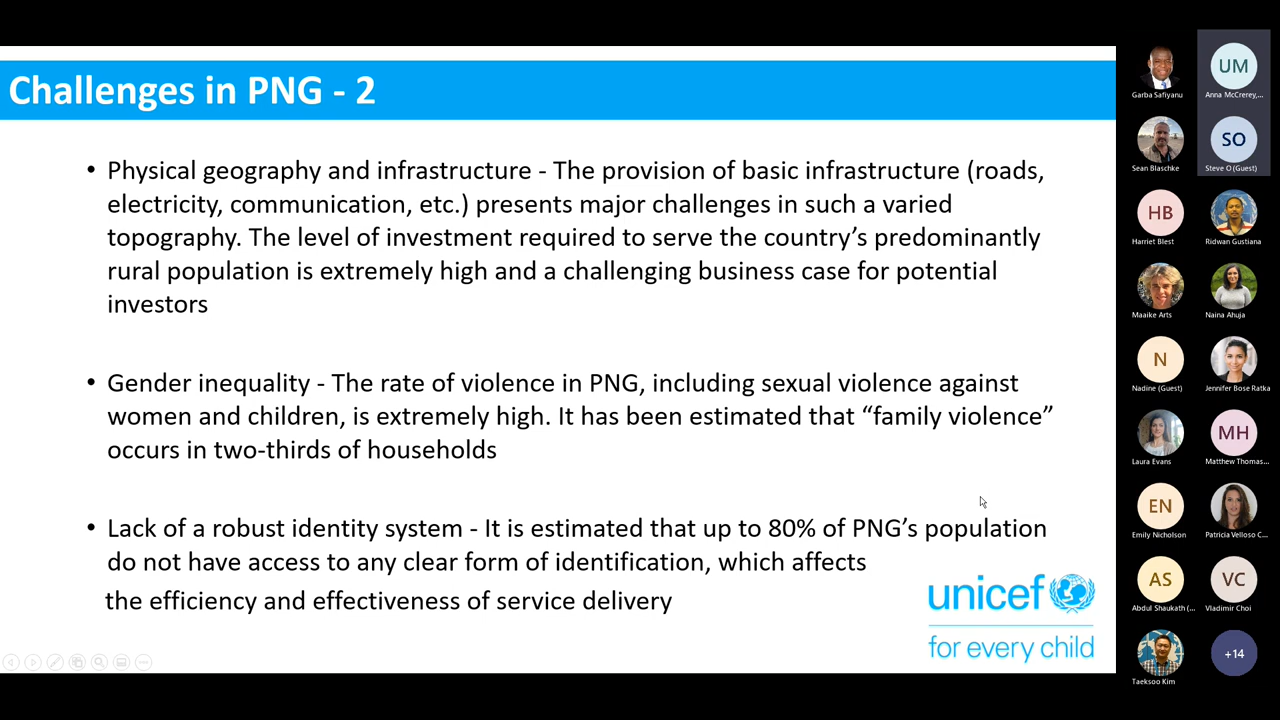 Challenges in PNG - 2
• Physical geography and infrastructure - The provision of basic infrastructure (roads,
electricity, communication, etc.) presents major challenges in such a varied
topography. The level of investment required to serve the country’s predominantly
rural population is extremely high and a challenging business case for potential
investors
• Gender inequality - The rate of violence in PNG, including sexual violence against
women and children, is extremely high. It has been estimated that “family violence”
occurs in two-thirds of households
• Lack of a robust identity system - It is estimated that up to 80% of PNG’s population
do not have access to any clear form of identification, which affects
the efficiency and effectiveness of service delivery
unicef
for every child
Garba Safiyanu
UM
Anna McCrerey,...
Sean Blaschke
SO
Steve O (Guest)
HB
Harriet Blest
Ridwan Gustiana
Maaike Arts
Naina Ahuja
N
Nadine (Guest)
Jennifer Bose Ratka
Laura Evans
MH
Matthew Thomas...
EN
Emily Nicholson
Patricia Velloso C...
AS
Abdul Shaukath (...
VC
Vladimir Choi
Taeksoo Kim
+14